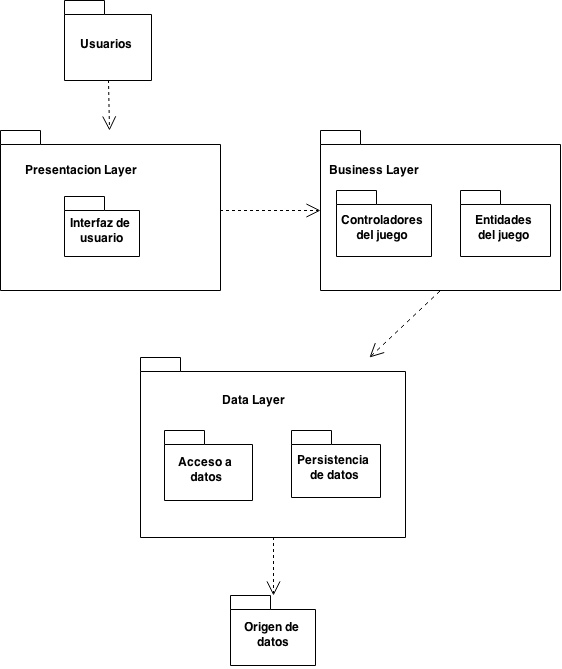 Usuarios
Presentacion Layer
Interfaz de
usuario
Business Layer
Controladores
del juego
Entidades
del juego
Data Layer
Acceso a
datos
Persistencia
de datos
Origen de
datos